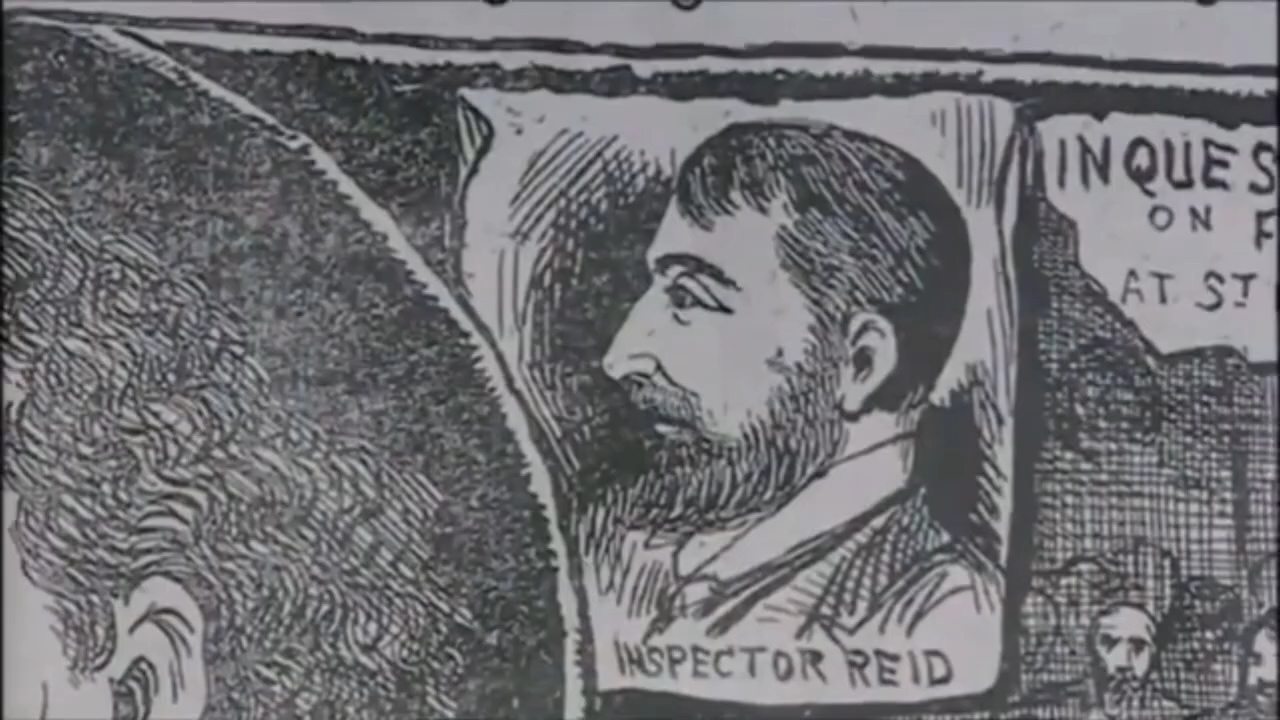 INSPECTOR REID
INQUES
ON F
AT ST